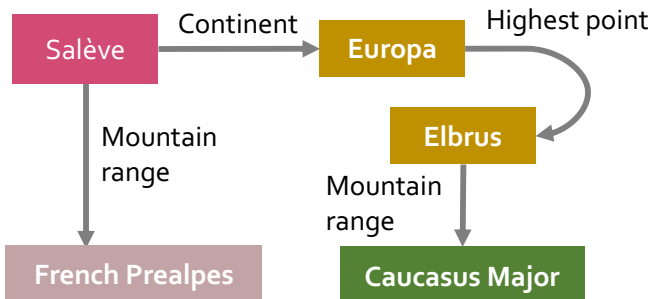 Highest point
Salève
Continent
Europa
Elbrus
Mountain
range
Mountain
range
French Prealpes
Caucasus Major